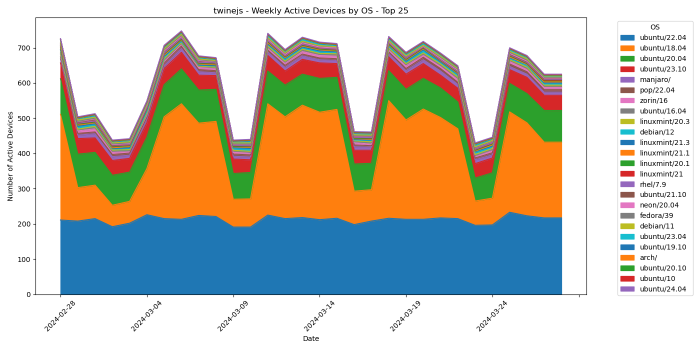 twinejs - Weekly Active Devices by OS - Top 25
Number of Active Devices
700
600
500
400
300
200
100
0
2024-02-28
2024-03-04
2024-03-09
2024-03-14
2024-03-19
2024-03-24
Date
OS
ubuntu/22.04
ubuntu/18.04
ubuntu/20.04
ubuntu/23.10
manjaro/
pop/22.04
zorin/16
ubuntu/16.04
linuxmint/20.3
debian/12
linuxmint/21.3
linuxmint/21.1
linuxmint/20.1
linuxmint/21
rhel/7.9
ubuntu/21.10
neon/20.04
fedora/39
debian/11
ubuntu/23.04
ubuntu/19.10
arch/
ubuntu/20.10
ubuntu/10
ubuntu/24.04